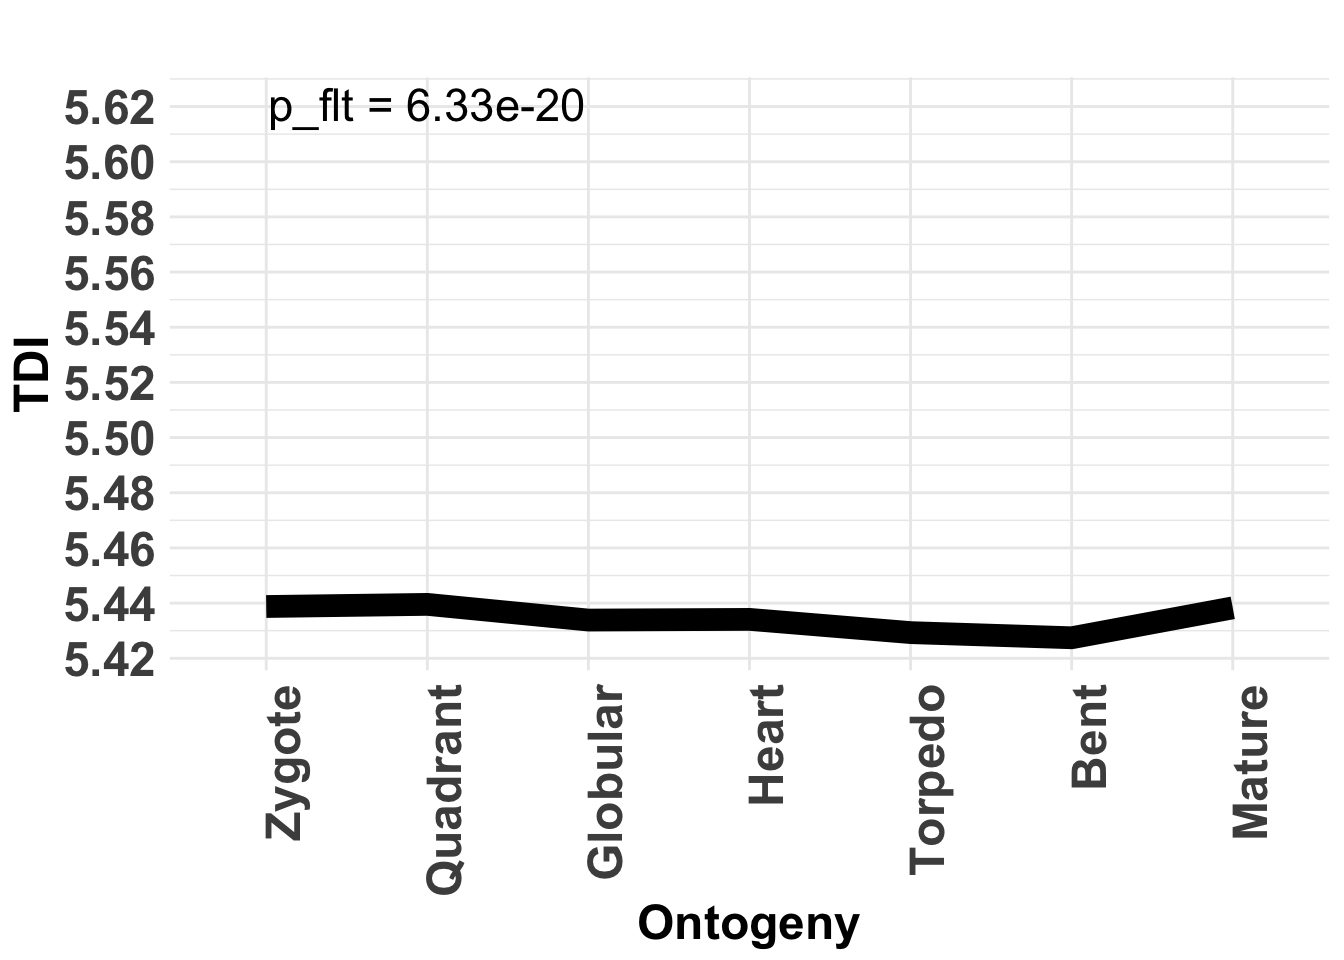 p_flt = 6.33e-20
5.62
5.60
5.58
5.56
5.54
5.52
5.50
5.48
5.46
5.44
5.42
TDI
Zygote
Quadrant
Globular
Heart
Torpedo
Bent
Mature
Ontogeny